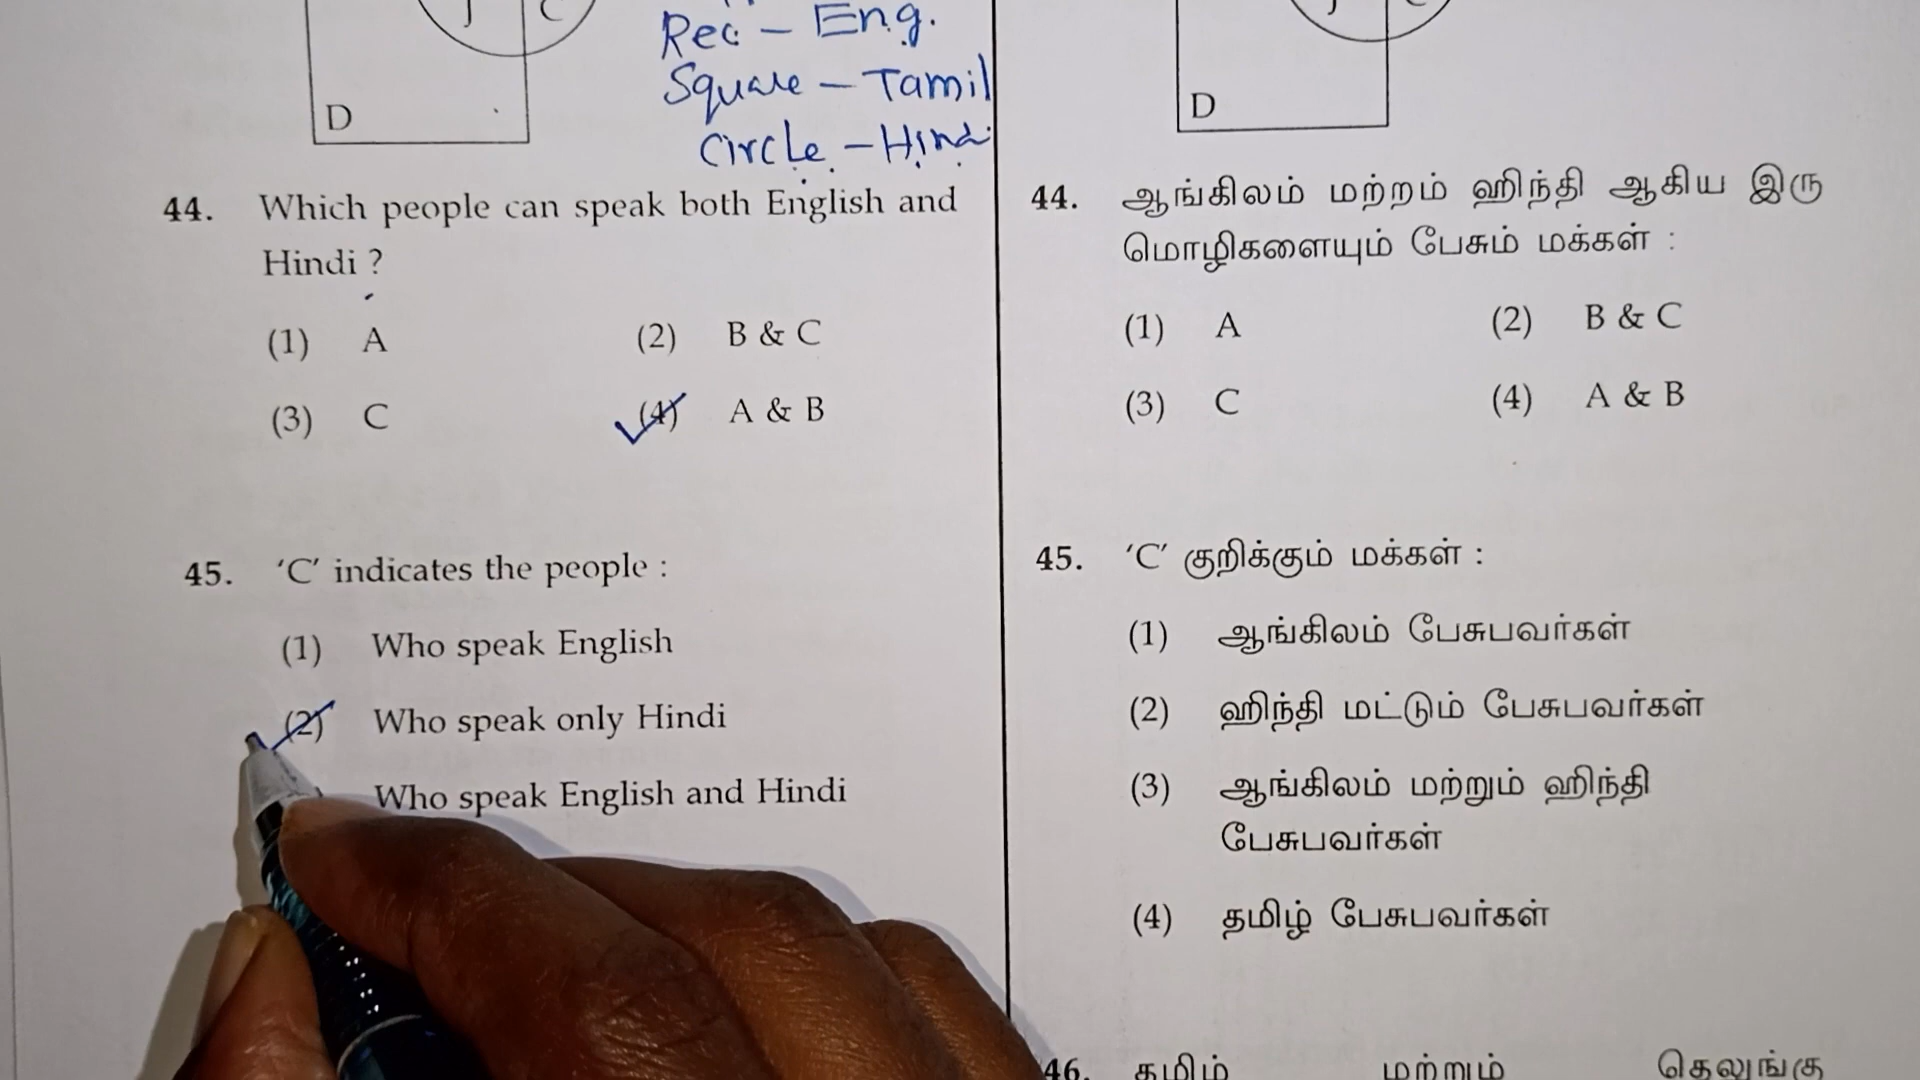 J C
Rec - Eng.
Square - Tamil
Circle - Hindi
D
44. Which people can speak both English and
Hindi ?
(1) A (2) B & C
(3) C (4) A & B
45. 'C' indicates the people :
(1) Who speak English
(2) Who speak only Hindi
Who speak English and Hindi
D
44. ஆங்கிலம் மற்றம் ஹிந்தி ஆகிய இரு
மொழிகளையும் பேசும் மக்கள் :
(1) A (2) B & C
(3) C (4) A & B
45. 'C' குறிக்கும் மக்கள் :
(1) ஆங்கிலம் பேசுபவர்கள்
(2) ஹிந்தி மட்டும் பேசுபவர்கள்
(3) ஆங்கிலம் மற்றும் ஹிந்தி
பேசுபவர்கள்
(4) தமிழ் பேசுபவர்கள்
46. தமிழ் மற்றும் தெலுங்கு